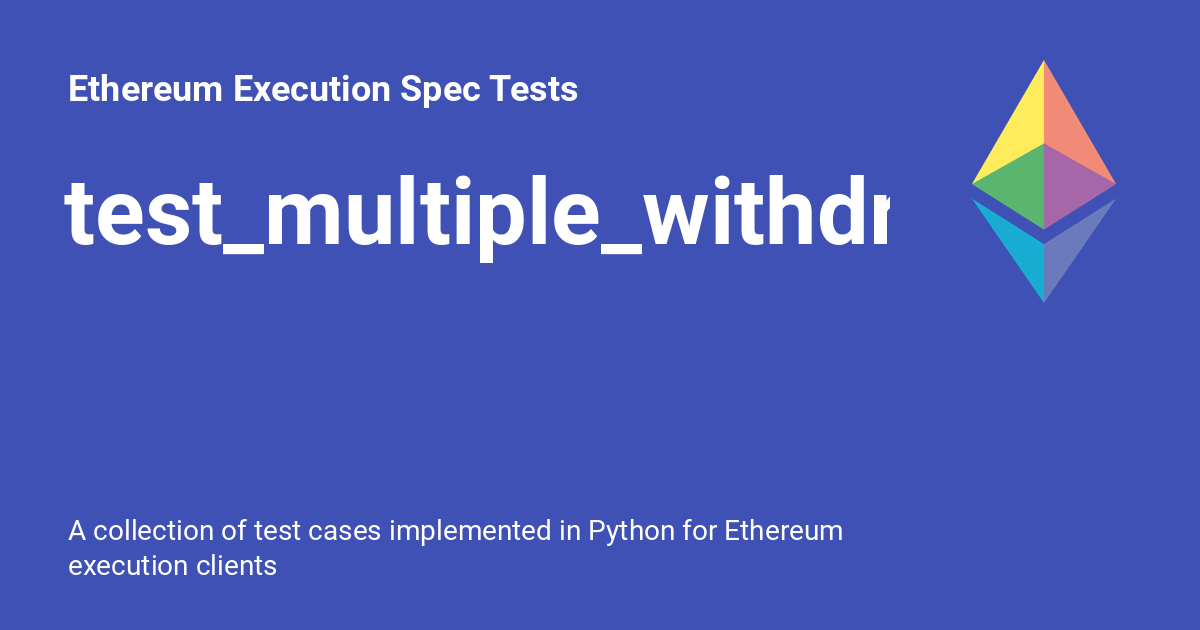 Ethereum Execution Spec Tests
test_multiple_withdr
A collection of test cases implemented in Python for Ethereum
execution clients